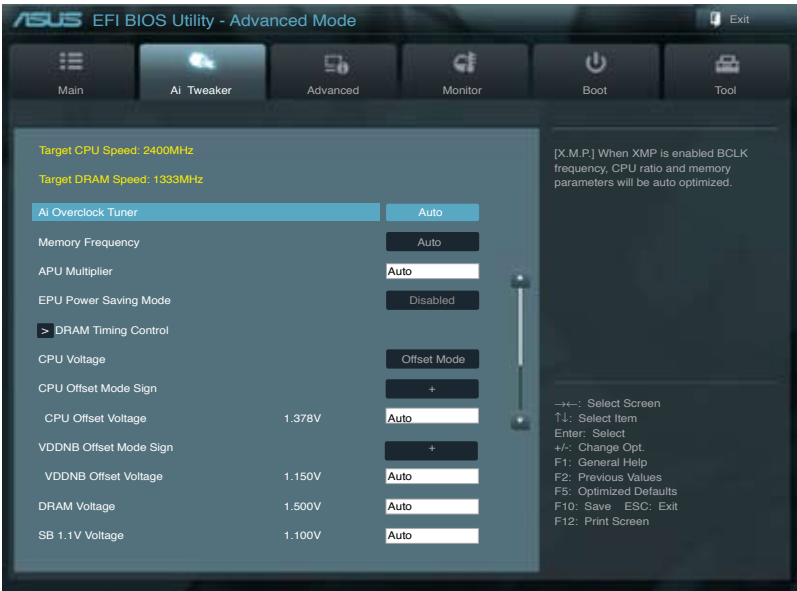 ASUS EFI BIOS Utility - Advanced Mode
Exit
Main
Ai Tweaker
Advanced
Monitor
Boot
Tool
Target CPU Speed: 2400MHz
Target DRAM Speed: 1333MHz
Ai Overclock Tuner Auto
Memory Frequency Auto
APU Multiplier Auto
EPU Power Saving Mode Disabled
> DRAM Timing Control
CPU Voltage Offset Mode
CPU Offset Mode Sign +
CPU Offset Voltage 1.378V Auto
VDDNB Offset Mode Sign +
VDDNB Offset Voltage 1.150V Auto
DRAM Voltage 1.500V Auto
SB 1.1V Voltage 1.100V Auto
[X.M.P.] When XMP is enabled BCLK
frequency, CPU ratio and memory
parameters will be auto optimized.
→←: Select Screen
↑↓: Select Item
Enter: Select
+/-: Change Opt.
F1: General Help
F2: Previous Values
F5: Optimized Defaults
F10: Save ESC: Exit
F12: Print Screen